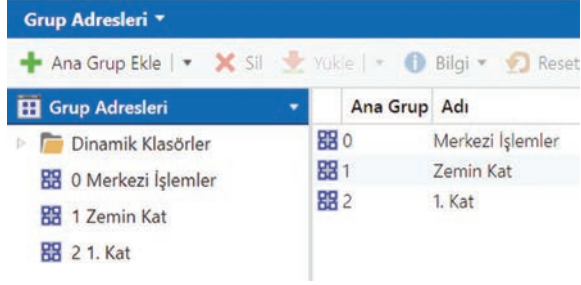 Grup Adresleri
Ana Grup Ekle Sil Yükle Bilgi Reset
Grup Adresleri
Dinamik Klasörler
0 Merkezi İşlemler
1 Zemin Kat
2 1. Kat
Ana Grup Adı
0 Merkezi İşlemler
1 Zemin Kat
2 1. Kat